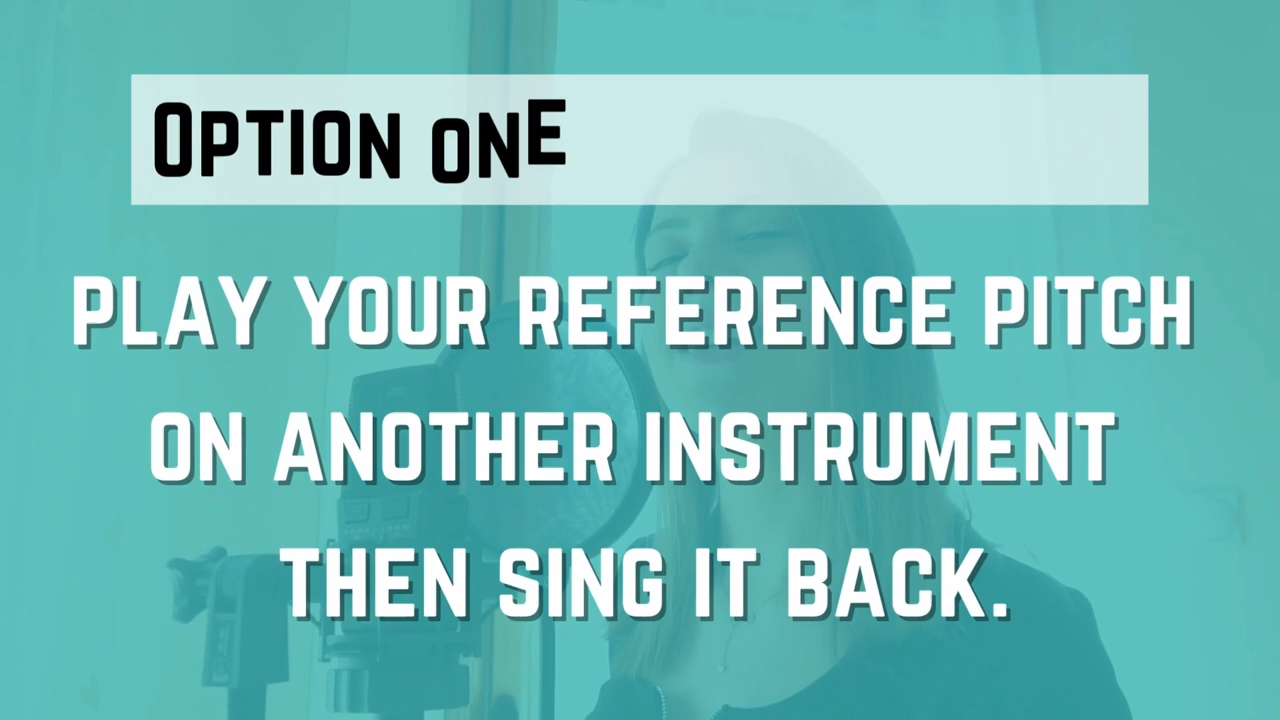 OPTION ONE
PLAY YOUR REFERENCE PITCH
ON ANOTHER INSTRUMENT
THEN SING IT BACK.